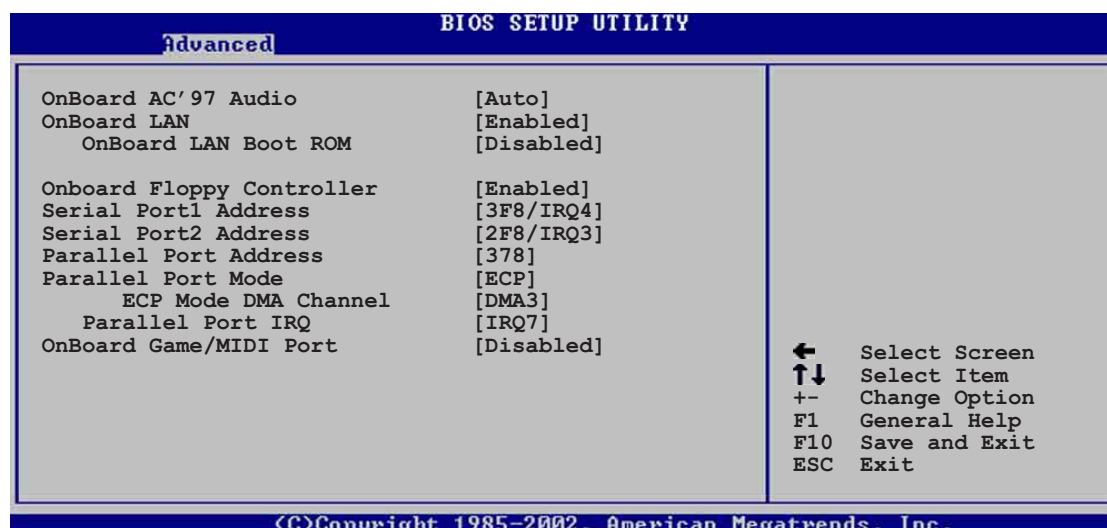 BIOS SETUP UTILITY
Advanced
OnBoard AC'97 Audio [Auto]
OnBoard LAN [Enabled]
OnBoard LAN Boot ROM [Disabled]
Onboard Floppy Controller [Enabled]
Serial Port1 Address [3F8/IRQ4]
Serial Port2 Address [2F8/IRQ3]
Parallel Port Address [378]
Parallel Port Mode [ECP]
ECP Mode DMA Channel [DMA3]
Parallel Port IRQ [IRQ7]
OnBoard Game/MIDI Port [Disabled]
← Select Screen
↑↓ Select Item
+- Change Option
F1 General Help
F10 Save and Exit
ESC Exit
(C)Copyright 1985-2002, American Megatrends, Inc.